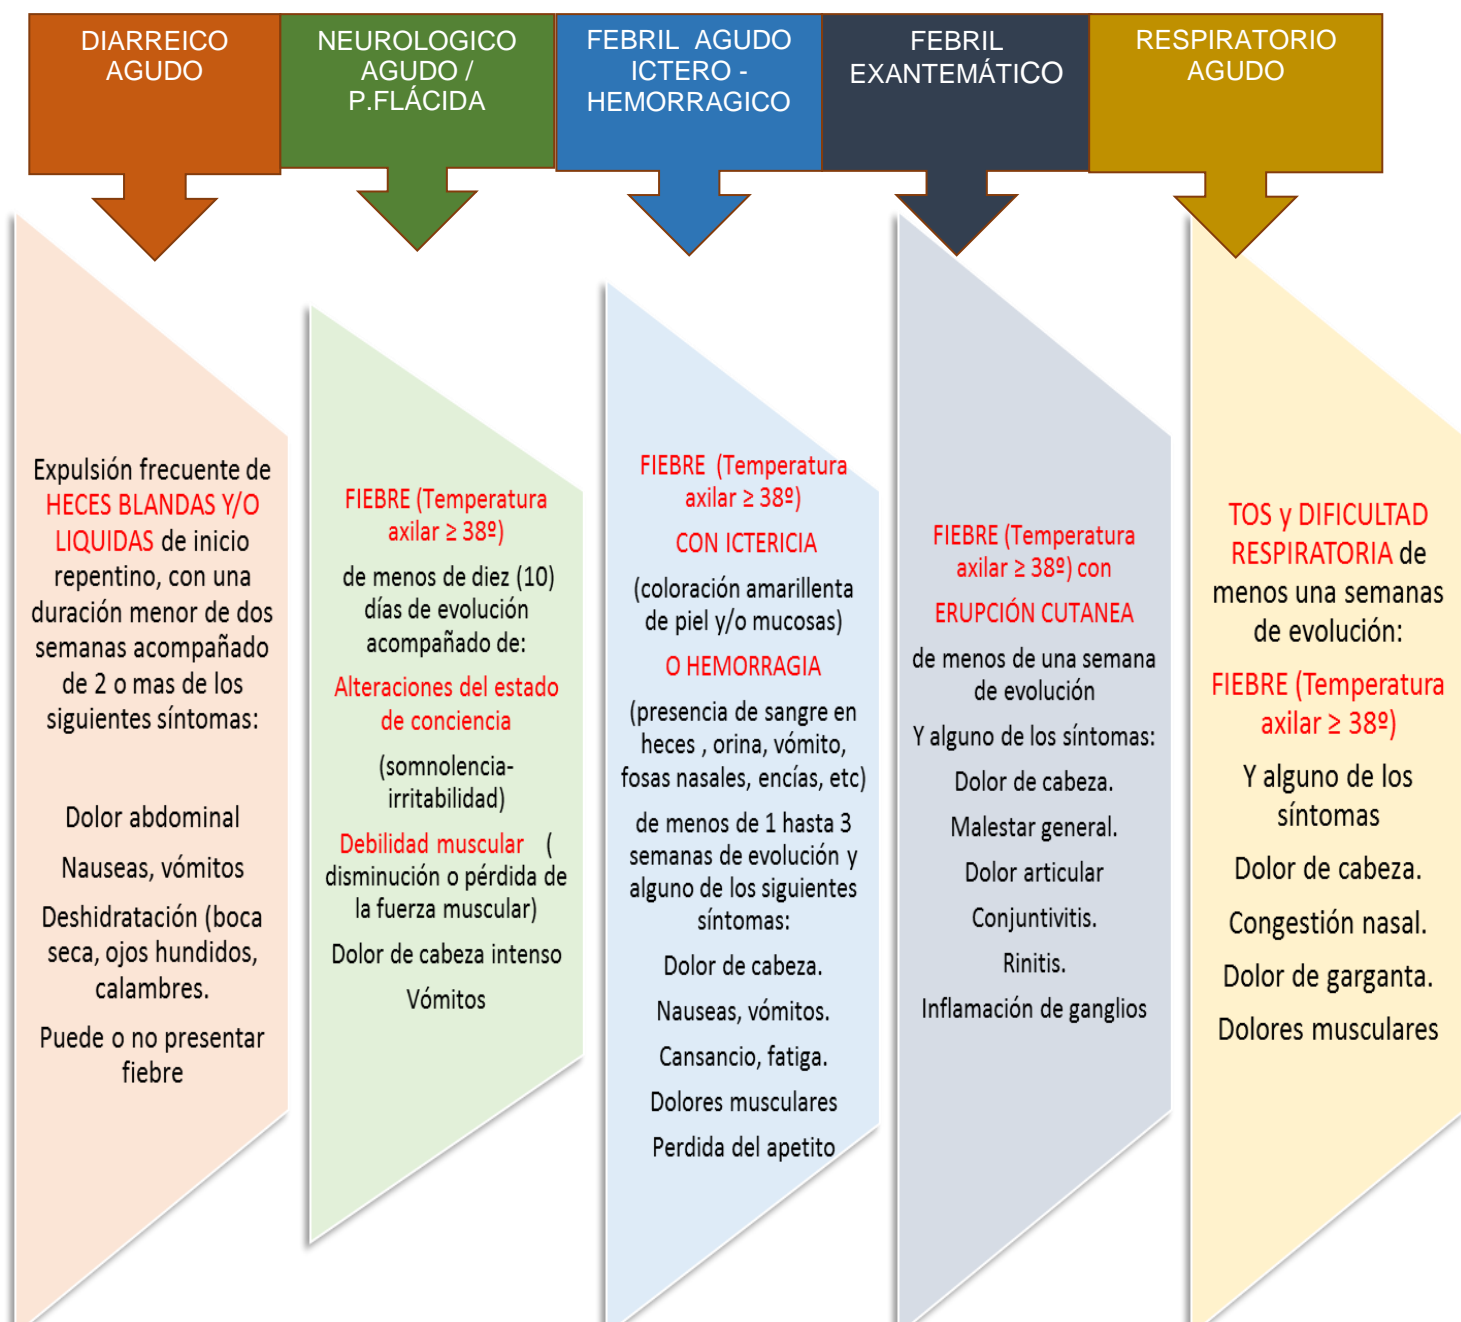 DIARREICO
AGUDO
NEUROLOGICO
AGUDO /
P.FLÁCIDA
FEBRIL AGUDO
ICTERO -
HEMORRAGICO
FEBRIL
EXANTEMÁTICO
RESPIRATORIO
AGUDO
Expulsión frecuente de
HECES BLANDAS Y/O
LIQUIDAS de inicio
repentino, con una
duración menor de dos
semanas acompañado
de 2 o mas de los
siguientes síntomas:
Dolor abdominal
Nauseas, vómitos
Deshidratación (boca
seca, ojos hundidos,
calambres.
Puede o no presentar
fiebre
FIEBRE (Temperatura
axilar ≥ 38º)
de menos de diez (10)
días de evolución
acompañado de:
Alteraciones del estado
de conciencia
(somnolencia-
irritabilidad)
Debilidad muscular (
disminución o pérdida de
la fuerza muscular)
Dolor de cabeza intenso
Vómitos
FIEBRE (Temperatura
axilar ≥ 38º)
CON ICTERICIA
(coloración amarillenta
de piel y/o mucosas)
O HEMORRAGIA
(presencia de sangre en
heces , orina, vómito,
fosas nasales, encías, etc)
de menos de 1 hasta 3
semanas de evolución y
alguno de los siguientes
síntomas:
Dolor de cabeza.
Nauseas, vómitos.
Cansancio, fatiga.
Dolores musculares
Perdida del apetito
FIEBRE (Temperatura
axilar ≥ 38º) con
ERUPCIÓN CUTANEA
de menos de una semana
de evolución
Y alguno de los síntomas:
Dolor de cabeza.
Malestar general.
Dolor articular
Conjuntivitis.
Rinitis.
Inflamación de ganglios
TOS y DIFICULTAD
RESPIRATORIA de
menos una semanas
de evolución:
FIEBRE (Temperatura
axilar ≥ 38º)
Y alguno de los
síntomas
Dolor de cabeza.
Congestión nasal.
Dolor de garganta.
Dolores musculares